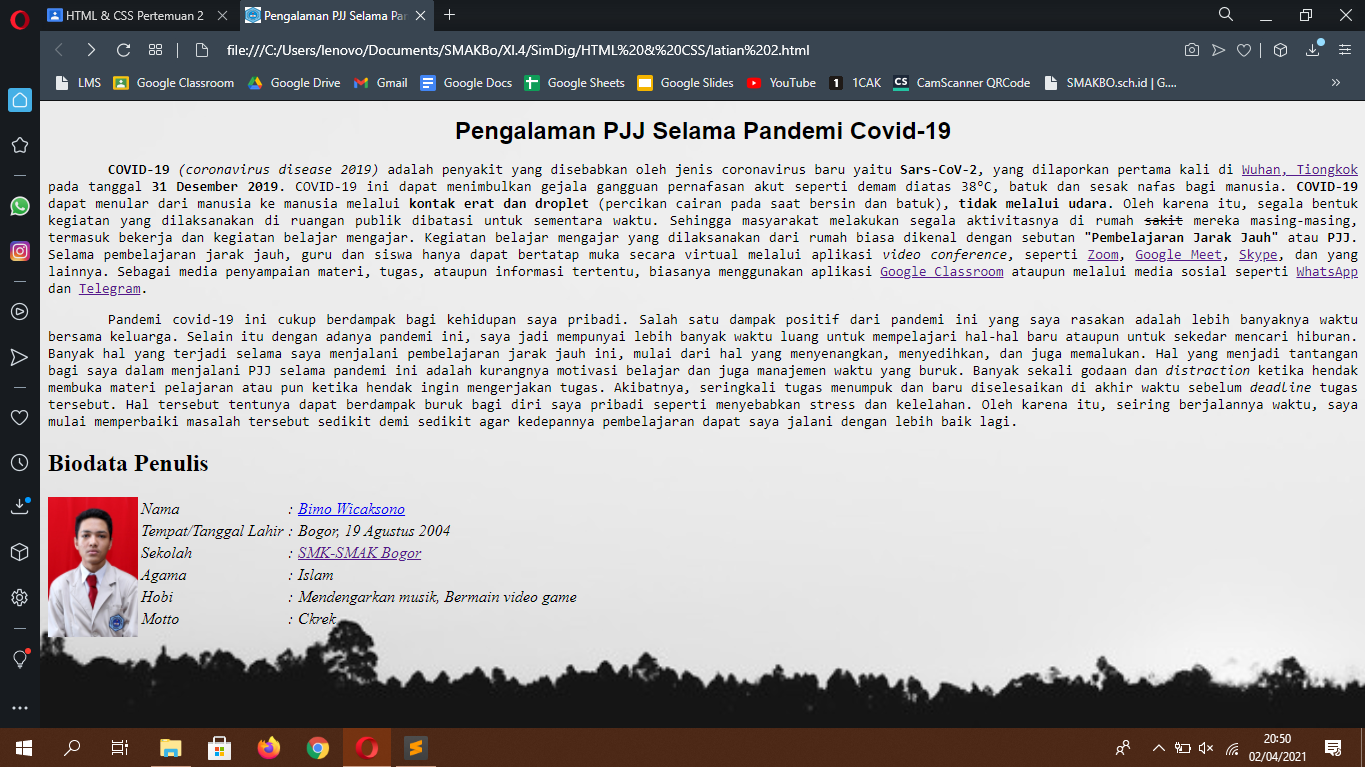 HTML & CSS Pertemuan 2
Pengalaman PJJ Selama Pa
file:///C:/Users/lenovo/Documents/SMAKBo/XI.4/SimDig/HTML%20&%20CSS/latian%202.html
LMS Google Classroom Google Drive Gmail Google Docs Google Sheets Google Slides YouTube 1 1CAK CS CamScanner QRCode SMAKBO.sch.id | G....
Pengalaman PJJ Selama Pandemi Covid-19
COVID-19 (coronavirus disease 2019) adalah penyakit yang disebabkan oleh jenis coronavirus baru yaitu Sars-CoV-2, yang dilaporkan pertama kali di Wuhan, Tiongkok
pada tanggal 31 Desember 2019. COVID-19 ini dapat menimbulkan gejala gangguan pernafasan akut seperti demam diatas 38°C, batuk dan sesak nafas bagi manusia. COVID-19
dapat menular dari manusia ke manusia melalui kontak erat dan droplet (percikan cairan pada saat bersin dan batuk), tidak melalui udara. Oleh karena itu, segala bentuk
kegiatan yang dilaksanakan di ruangan publik dibatasi untuk sementara waktu. Sehingga masyarakat melakukan segala aktivitasnya di rumah sakit mereka masing-masing,
termasuk bekerja dan kegiatan belajar mengajar. Kegiatan belajar mengajar yang dilaksanakan dari rumah biasa dikenal dengan sebutan "Pembelajaran Jarak Jauh" atau PJJ.
Selama pembelajaran jarak jauh, guru dan siswa hanya dapat bertatap muka secara virtual melalui aplikasi video conference, seperti Zoom, Google Meet, Skype, dan yang
lainnya. Sebagai media penyampaian materi, tugas, ataupun informasi tertentu, biasanya menggunakan aplikasi Google Classroom ataupun melalui media sosial seperti WhatsApp
dan Telegram.
Pandemi covid-19 ini cukup berdampak bagi kehidupan saya pribadi. Salah satu dampak positif dari pandemi ini yang saya rasakan adalah lebih banyaknya waktu
bersama keluarga. Selain itu dengan adanya pandemi ini, saya jadi mempunyai lebih banyak waktu luang untuk mempelajari hal-hal baru ataupun untuk sekedar mencari hiburan.
Banyak hal yang terjadi selama saya menjalani pembelajaran jarak jauh ini, mulai dari hal yang menyenangkan, menyedihkan, dan juga memalukan. Hal yang menjadi tantangan
bagi saya dalam menjalani PJJ selama pandemi ini adalah kurangnya motivasi belajar dan juga manajemen waktu yang buruk. Banyak sekali godaan dan distraction ketika hendak
membuka materi pelajaran atau pun ketika hendak ingin mengerjakan tugas. Akibatnya, seringkali tugas menumpuk dan baru diselesaikan di akhir waktu sebelum deadline tugas
tersebut. Hal tersebut tentunya dapat berdampak buruk bagi diri saya pribadi seperti menyebabkan stress dan kelelahan. Oleh karena itu, seiring berjalannya waktu, saya
mulai memperbaiki masalah tersebut sedikit demi sedikit agar kedepannya pembelajaran dapat saya jalani dengan lebih baik lagi.
Biodata Penulis
Nama : Bimo Wicaksono
Tempat/Tanggal Lahir : Bogor, 19 Agustus 2004
Sekolah : SMK-SMAK Bogor
Agama : Islam
Hobi : Mendengarkan musik, Bermain video game
Motto : Ckrek
20:50
02/04/2021